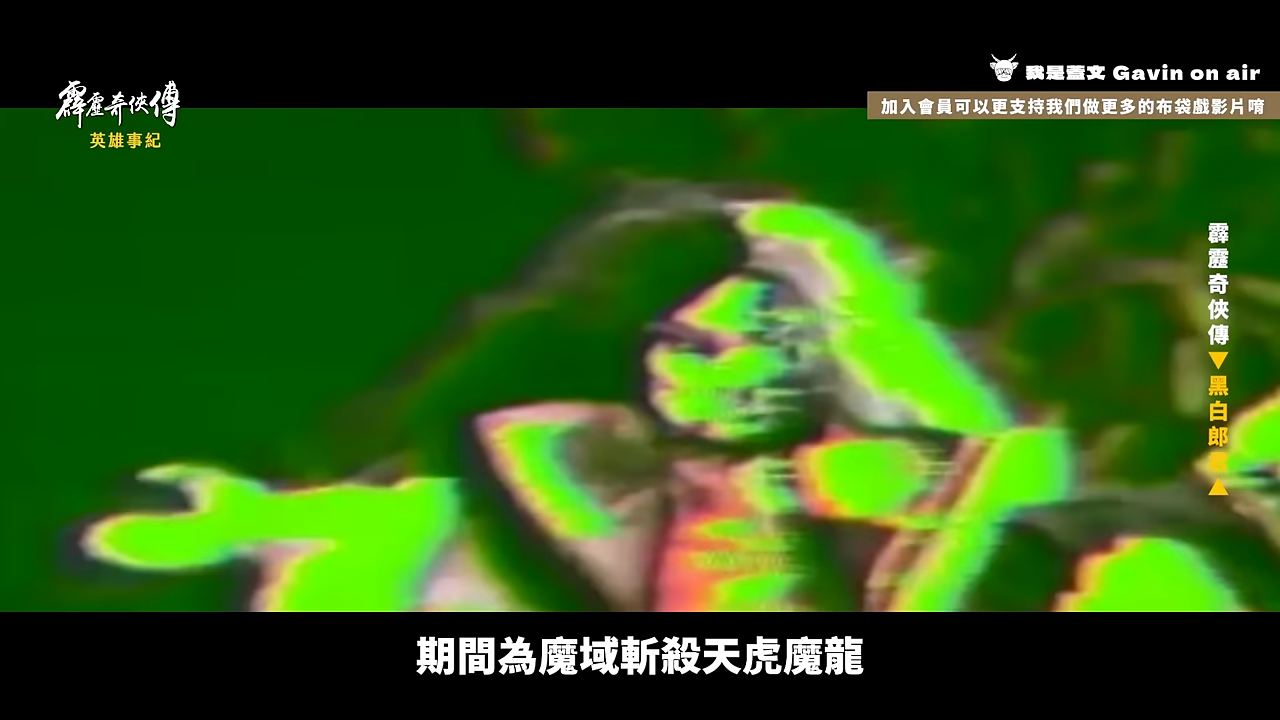 霹靂奇俠傳
英雄事紀
我是蓋文 Gavin on air
加入會員可以更支持我們做更多的布袋戲影片唷
霹靂奇俠傳▼黑白郎君▲
期間為魔域斬殺天虎魔龍